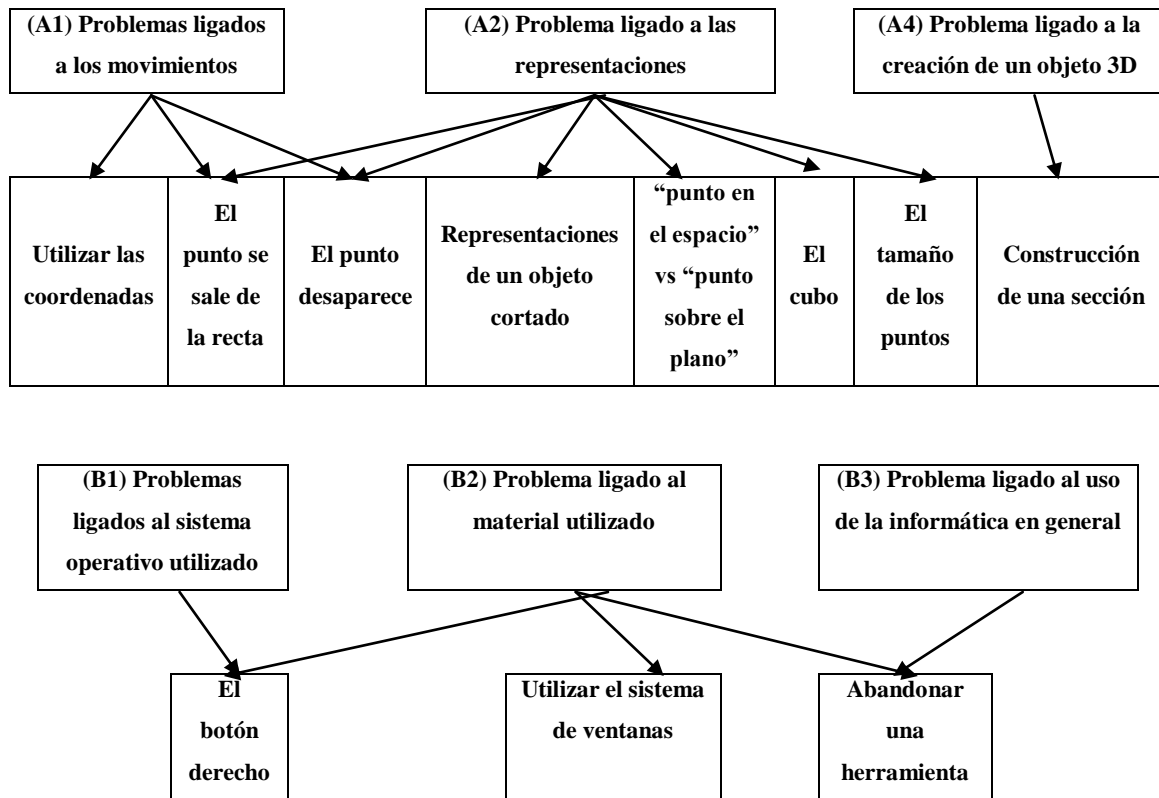 (A1) Problemas ligados
a los movimientos
(A2) Problema ligado a las
representaciones
(A4) Problema ligado a la
creación de un objeto 3D
Utilizar las
coordenadas
El
punto se
sale de
la recta
El punto
desaparece
Representaciones
de un objeto
cortado
“punto en
el espacio”
vs “punto
sobre el
plano”
El
cubo
El
tamaño
de los
puntos
Construcción
de una sección
(B1) Problemas
ligados al sistema
operativo utilizado
(B2) Problema ligado al
material utilizado
(B3) Problema ligado al uso
de la informática en general
El
botón
derecho
Utilizar el sistema
de ventanas
Abandonar
una
herramienta